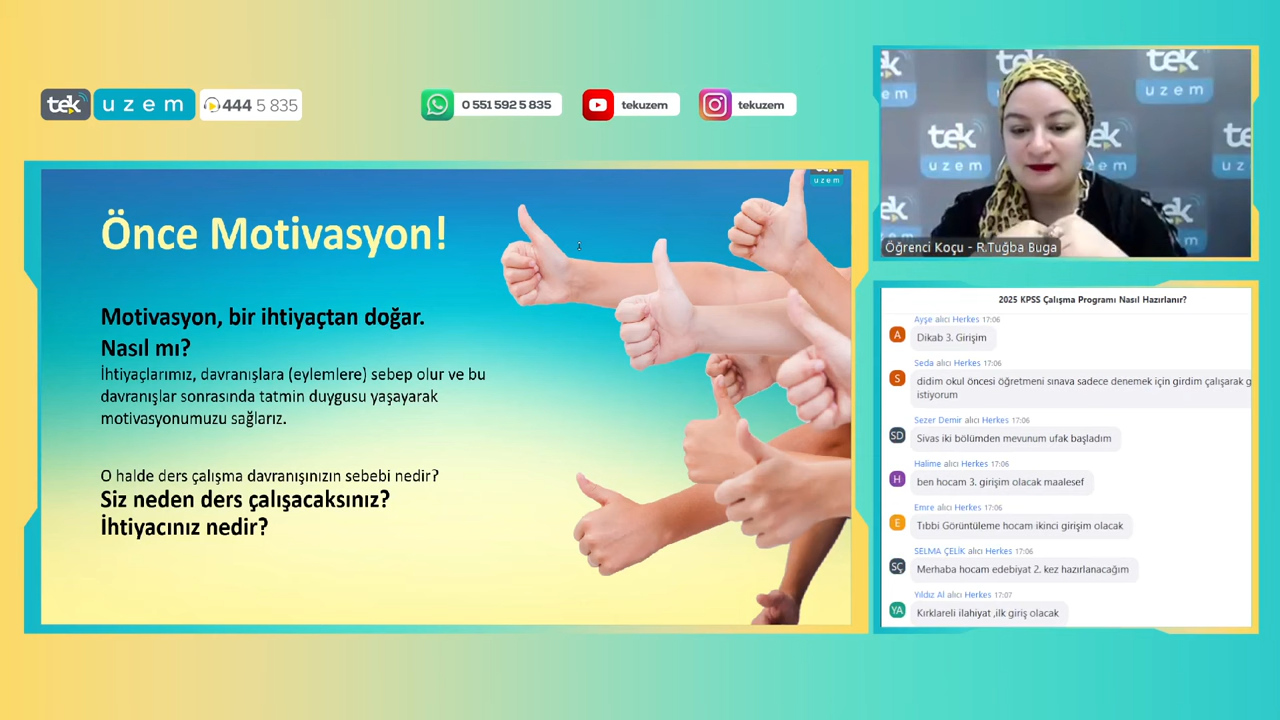 tek uzem 444 5 835
0 551 592 5 835
tekuzem
tekuzem
uzem
Önce Motivasyon!
Motivasyon, bir ihtiyaçtan doğar.
Nasıl mı?
İhtiyaçlarımız, davranışlara (eylemlere) sebep olur ve bu
davranışlar sonrasında tatmin duygusu yaşayarak
motivasyonumuzu sağlarız.
O halde ders çalışma davranışınızın sebebi nedir?
Siz neden ders çalışacaksınız?
İhtiyacınız nedir?
tek
uzem
Öğrenci Koçu - R.Tuğba Buga
2025 KPSS Çalışma Programı Nasıl Hazırlanır?
Ayşe alıcı Herkes 17:06
A
Dikab 3. Girişim
Seda alıcı Herkes 17:06
S
didim okul öncesi öğretmeni sınava sadece denemek için girdim çalışarak g
istiyorum
Sezer Demir alıcı Herkes 17:06
SD
Sivas iki bölümden mevunum ufak başladım
Halime alıcı Herkes 17:06
H
ben hocam 3. girişim olacak maalesef
Emre alıcı Herkes 17:06
E
Tıbbi Görüntüleme hocam ikinci girişim olacak
SELMA ÇELİK alıcı Herkes 17:06
SÇ
Merhaba hocam edebiyat 2. kez hazırlanacağım
Yıldız Al alıcı Herkes 17:07
YA
Kırklareli ilahiyat ,ilk giriş olacak